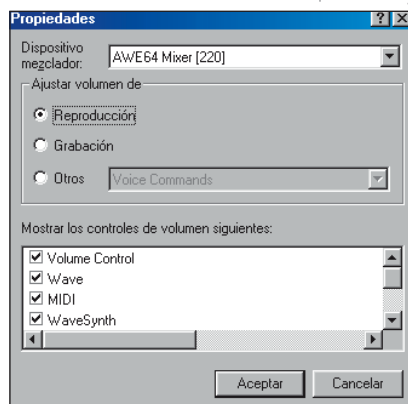 Propiedades
Dispositivo
mezclador:
AWE64 Mixer [220]
Ajustar volumen de
Reproducción
Grabación
Otros
Voice Commands
Mostrar los controles de volumen siguientes:
Volume Control
Wave
MIDI
WaveSynth
Aceptar
Cancelar